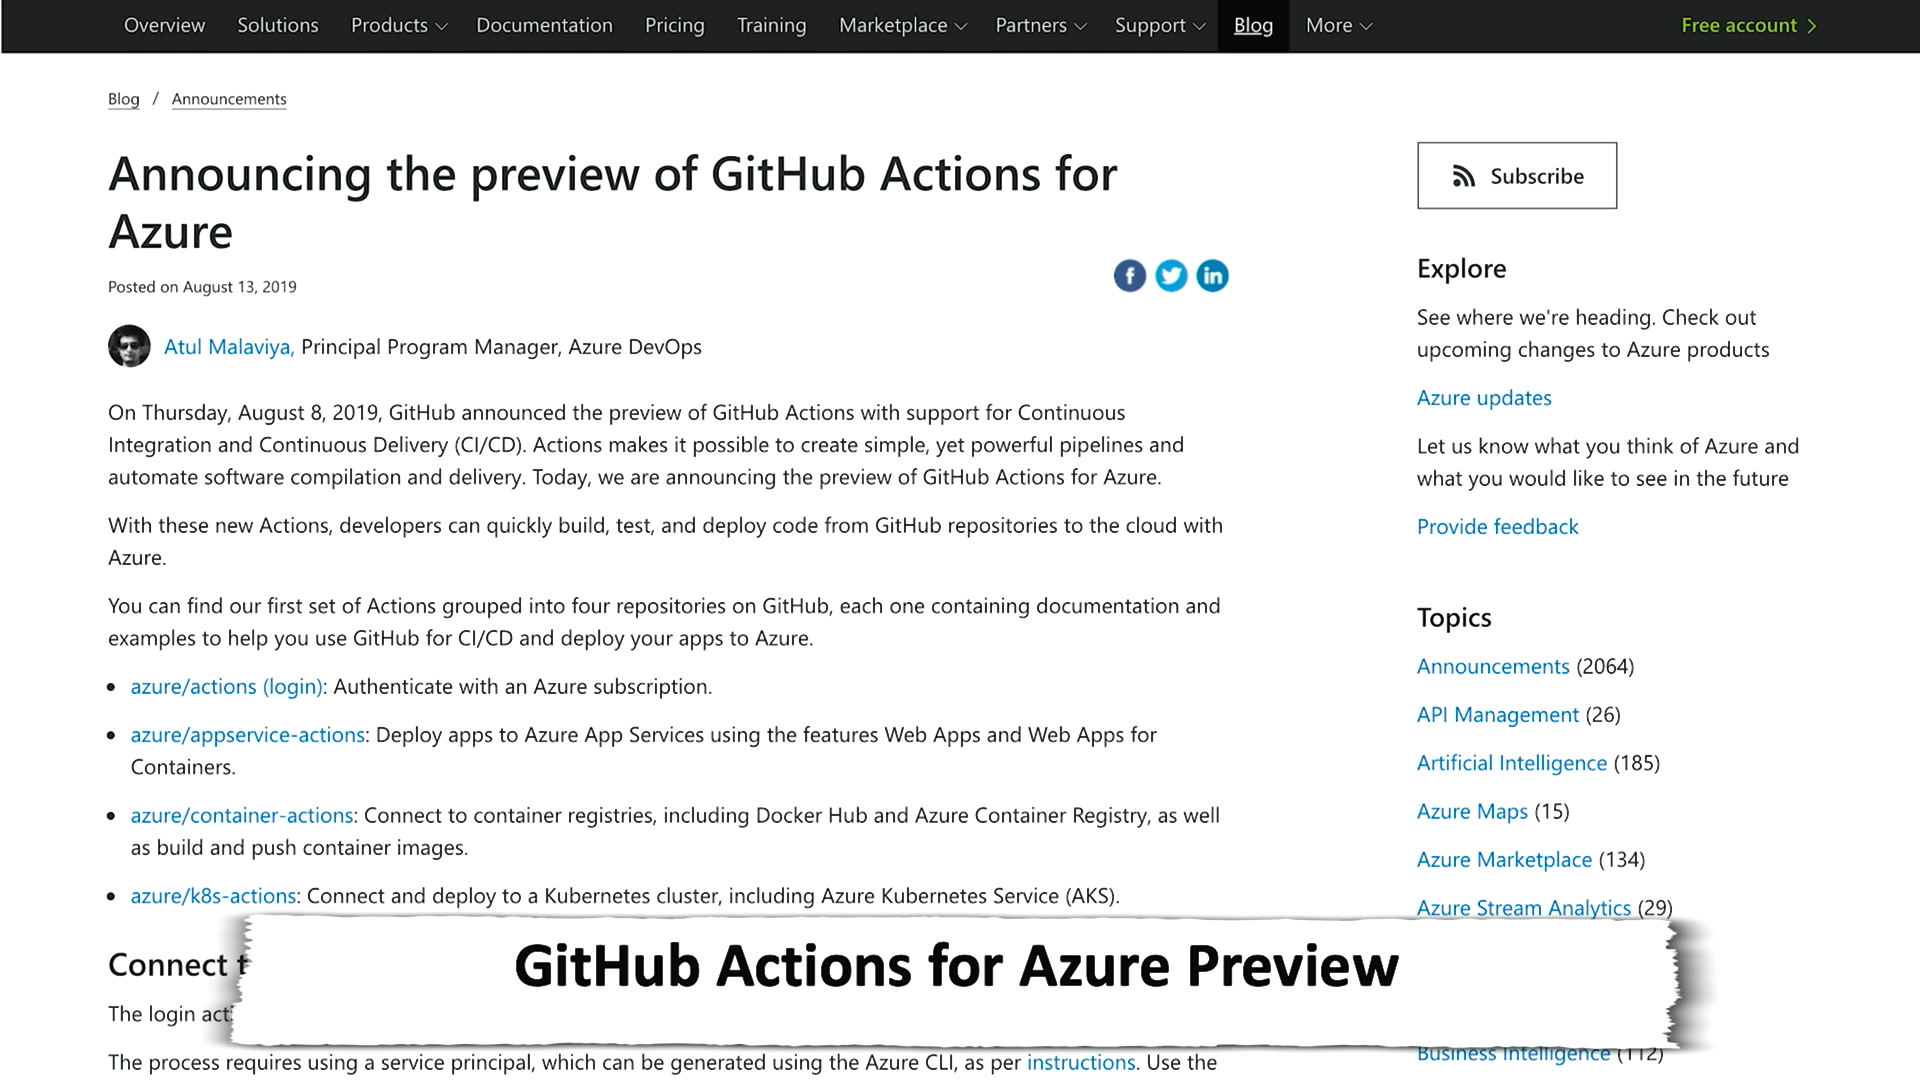 Overview Solutions Products Documentation Pricing Training Marketplace Partners Support Blog More Free account
Blog / Announcements
Announcing the preview of GitHub Actions for
Azure
Posted on August 13, 2019
Atul Malaviya, Principal Program Manager, Azure DevOps
On Thursday, August 8, 2019, GitHub announced the preview of GitHub Actions with support for Continuous
Integration and Continuous Delivery (CI/CD). Actions makes it possible to create simple, yet powerful pipelines and
automate software compilation and delivery. Today, we are announcing the preview of GitHub Actions for Azure.
With these new Actions, developers can quickly build, test, and deploy code from GitHub repositories to the cloud with
Azure.
You can find our first set of Actions grouped into four repositories on GitHub, each one containing documentation and
examples to help you use GitHub for CI/CD and deploy your apps to Azure.
• azure/actions (login): Authenticate with an Azure subscription.
• azure/appservice-actions: Deploy apps to Azure App Services using the features Web Apps and Web Apps for
Containers.
• azure/container-actions: Connect to container registries, including Docker Hub and Azure Container Registry, as well
as build and push container images.
• azure/k8s-actions: Connect and deploy to a Kubernetes cluster, including Azure Kubernetes Service (AKS).
Connect
The login
The process requires using a service principal, which can be generated using the Azure CLI, as per instructions. Use the
Subscribe
Explore
See where we're heading. Check out
upcoming changes to Azure products
Azure updates
Let us know what you think of Azure and
what you would like to see in the future
Provide feedback
Topics
Announcements (2064)
API Management (26)
Artificial Intelligence (185)
Azure Maps (15)
Azure Marketplace (134)
Azure Stream Analytics (29)
Business Intelligence (112)
GitHub Actions for Azure Preview